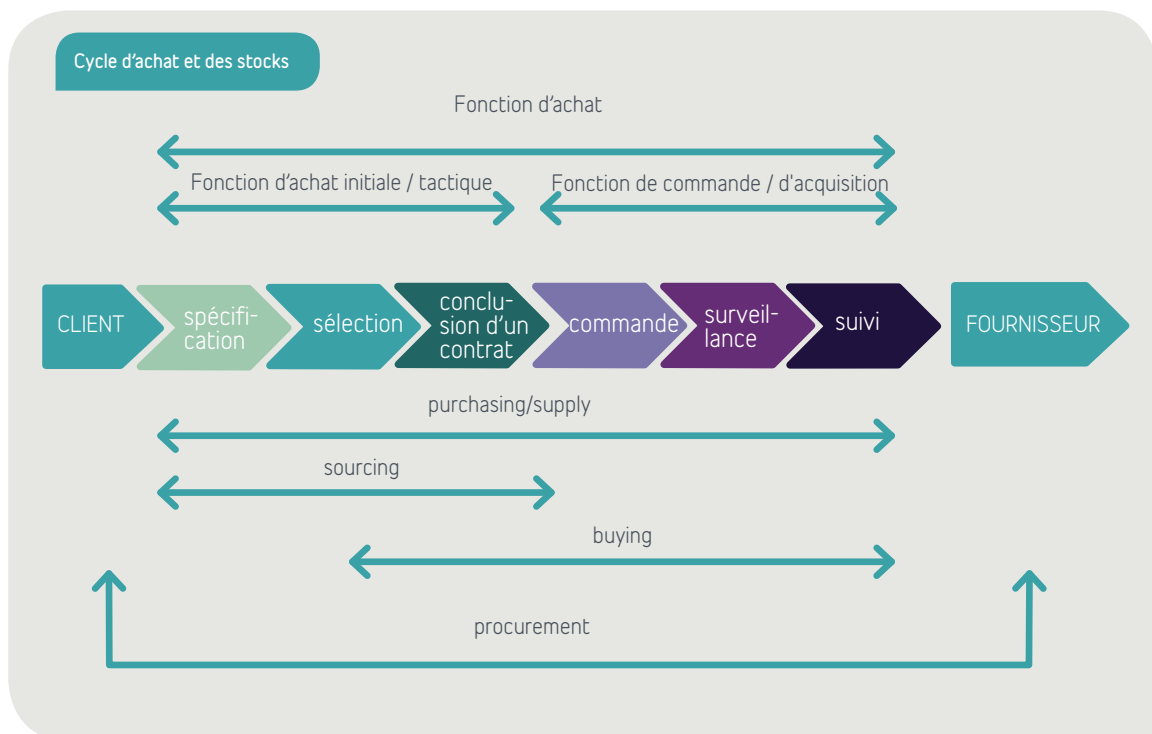 Cycle d’achat et des stocks
Fonction d’achat
Fonction d’achat initiale / tactique
Fonction de commande / d'acquisition
CLIENT
spécifi-
cation
sélection
conclu-
sion d’un
contrat
commande
surveil-
lance
suivi
FOURNISSEUR
purchasing/supply
sourcing
buying
procurement